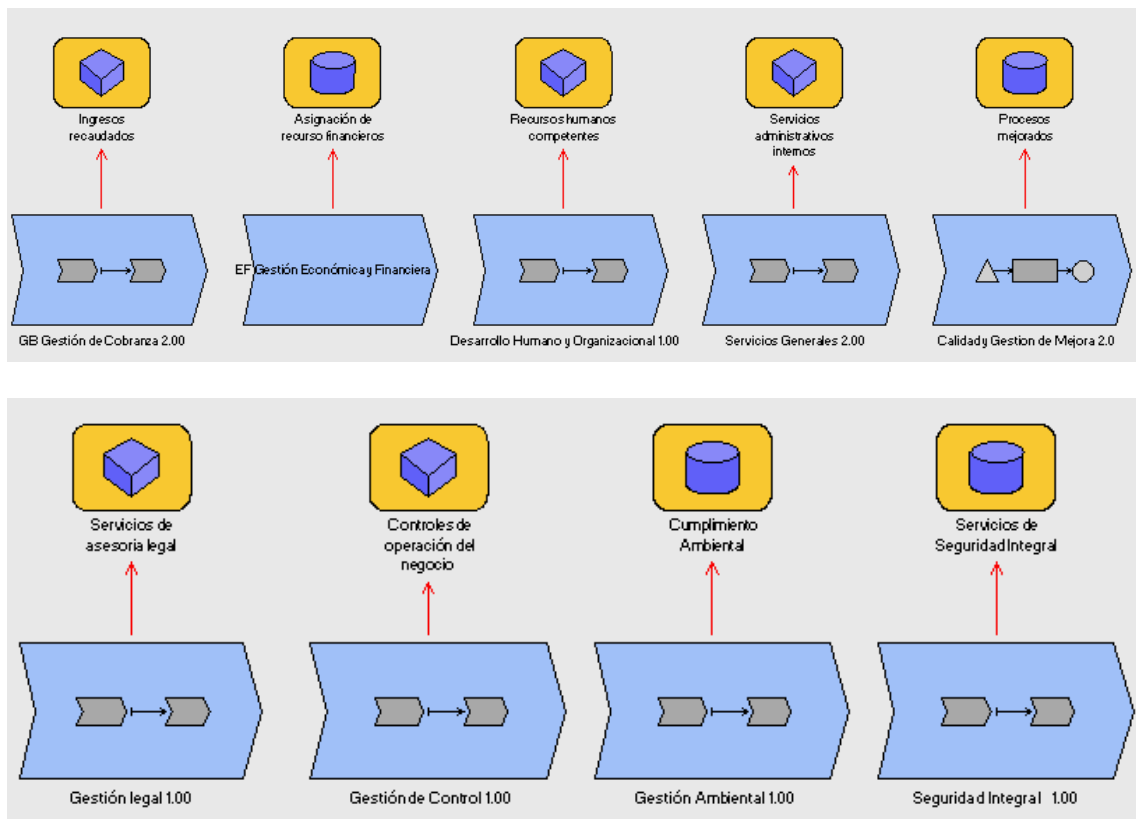 Ingresos
recaudados
Asignación de
recurso financieros
Recursos humanos
competentes
Servicios
administrativos
internos
Procesos
mejorados
EF Gestión Económica y Financiera
GB Gestión de Cobranza 2.00
Desarrollo Humano y Organizacional 1.00
Servicios Generales 2.00
Calidad y Gestion de Mejora 2.0
Servicios de
asesoria legal
Controles de
operación del
negocio
Cumplimiento
Ambiental
Servicios de
Seguridad Integral
Gestión legal 1.00
Gestión de Control 1.00
Gestión Ambiental 1.00
Seguridad Integral 1.00